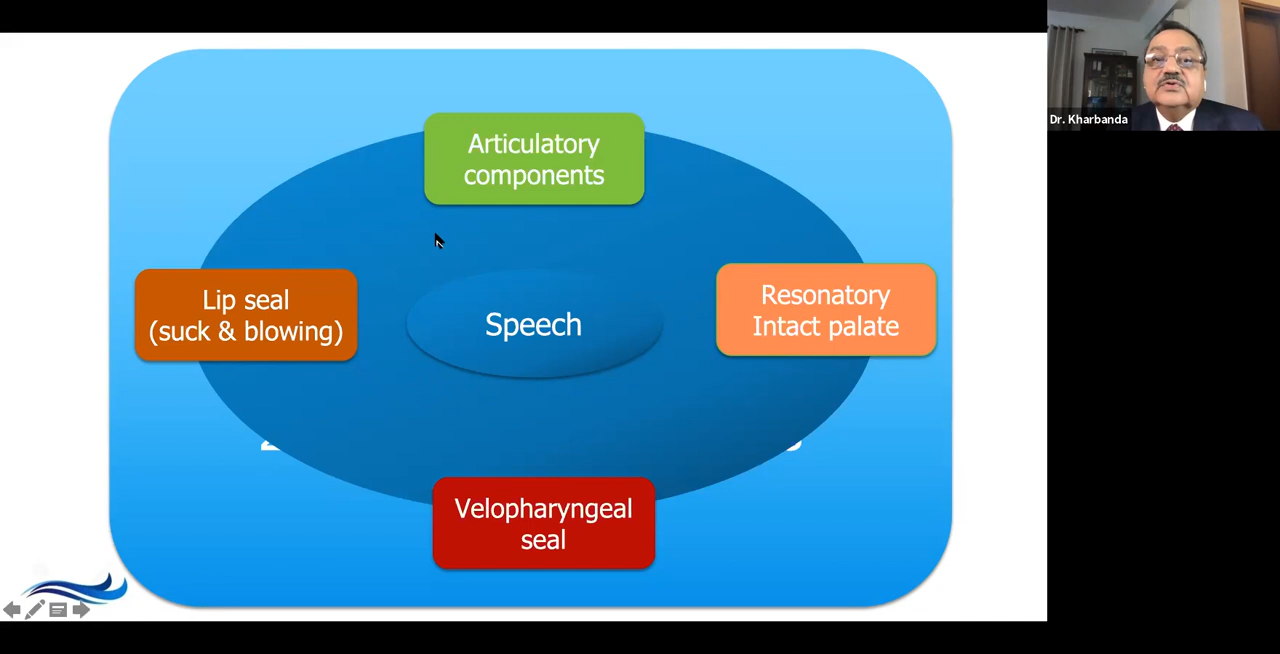 Articulatory
components
Lip seal
(suck & blowing)
Speech
Resonatory
Intact palate
Velopharyngeal
seal
Dr. Kharbanda